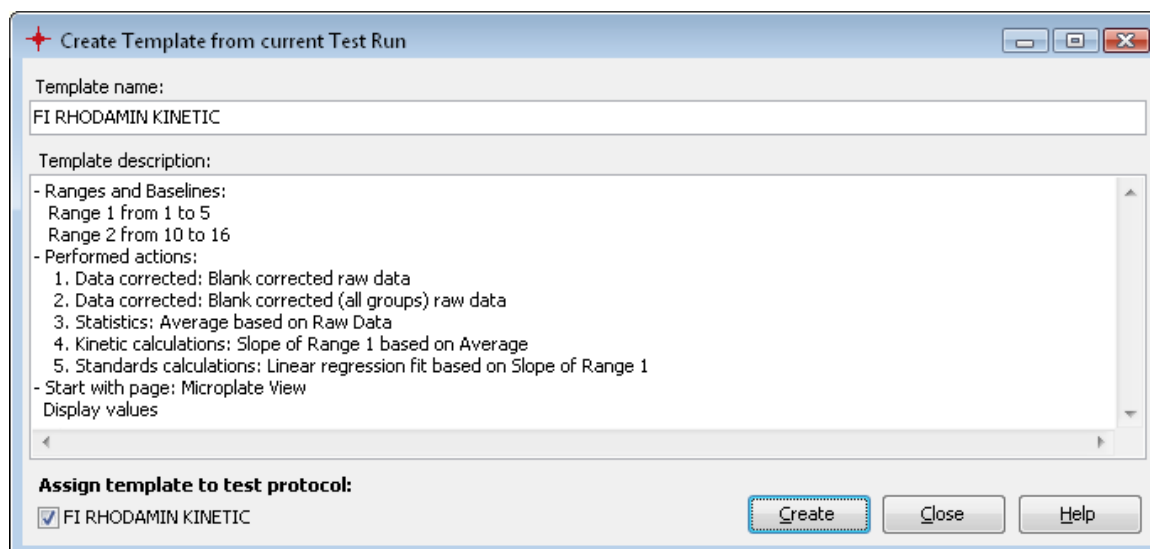 Create Template from current Test Run
Template name:
FI RHODAMIN KINETIC
Template description:
- Ranges and Baselines:
Range 1 from 1 to 5
Range 2 from 10 to 16
- Performed actions:
1. Data corrected: Blank corrected raw data
2. Data corrected: Blank corrected (all groups) raw data
3. Statistics: Average based on Raw Data
4. Kinetic calculations: Slope of Range 1 based on Average
5. Standards calculations: Linear regression fit based on Slope of Range 1
- Start with page: Microplate View
Display values
Assign template to test protocol:
FI RHODAMIN KINETIC
Create
Close
Help